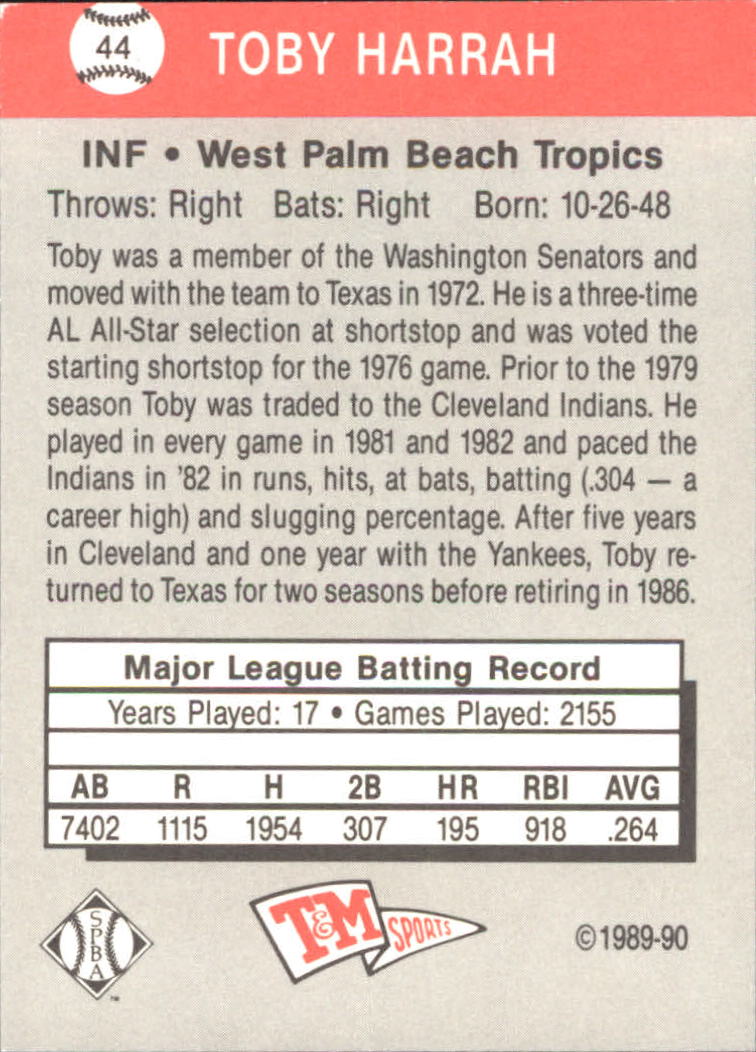 44
TOBY HARRAH
INF • West Palm Beach Tropics
Throws: Right Bats: Right Born: 10-26-48
Toby was a member of the Washington Senators and
moved with the team to Texas in 1972. He is a three-time
AL All-Star selection at shortstop and was voted the
starting shortstop for the 1976 game. Prior to the 1979
season Toby was traded to the Cleveland Indians. He
played in every game in 1981 and 1982 and paced the
Indians in '82 in runs, hits, at bats, batting (.304 — a
career high) and slugging percentage. After five years
in Cleveland and one year with the Yankees, Toby re-
turned to Texas for two seasons before retiring in 1986.
Major League Batting Record
Years Played: 17 • Games Played: 2155
AB R H 2B HR RBI AVG
7402 1115 1954 307 195 918 .264
SPBA
™
T&M SPORTS
©1989-90